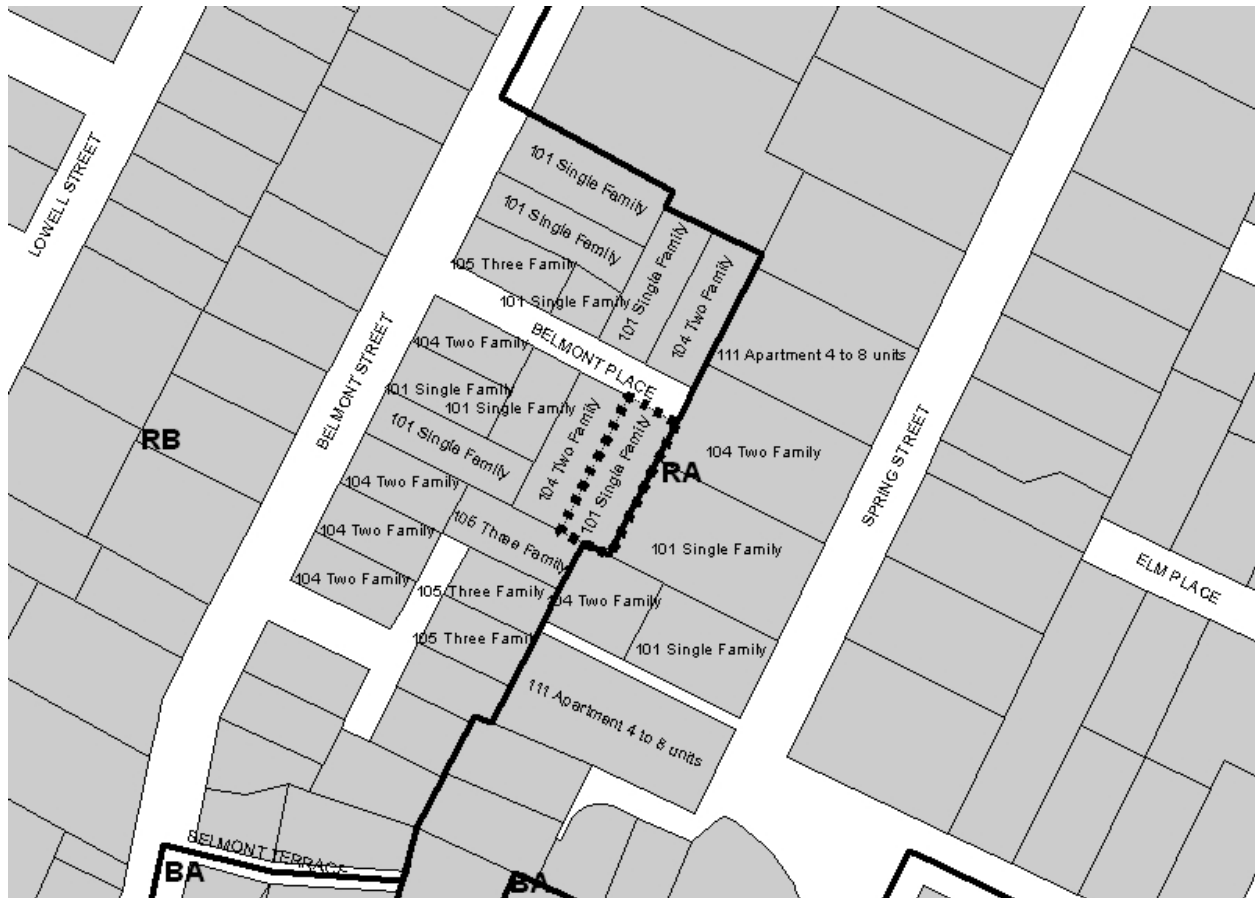 LOWELL STREET
101 Single Family
101 Single Family
105 Three Family
101 Single Family
101 Single Family
104 Two Family
BELMONT PLACE
111 Apartment 4 to 8 units
BELMONT STREET
104 Two Family
101 Single Family
101 Single Family
101 Single Family
104 Two Family
101 Single Family
104 Two Family
RB
RA
SPRING STREET
104 Two Family
104 Two Family
104 Two Family
105 Three Family
101 Single Family
ELM PLACE
105 Three Family
104 Two Family
105 Three Family
101 Single Family
111 Apartment 4 to 8 units
BELMONT TERRACE
BA
BA